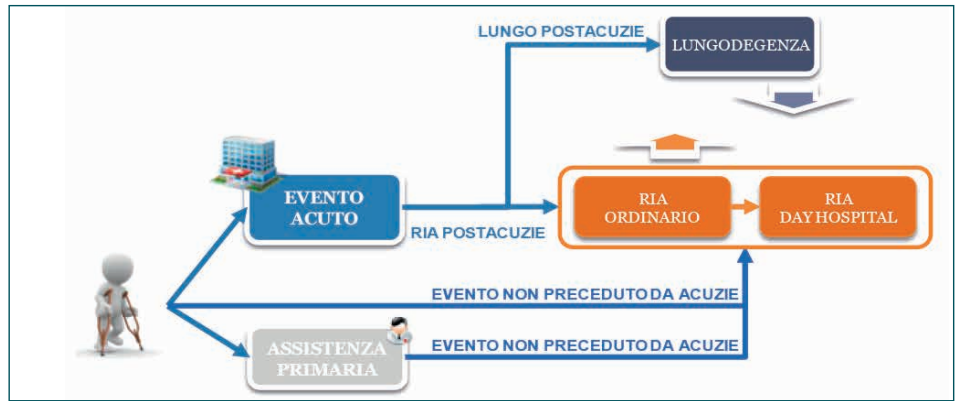 LUNGO POSTACUZIE
LUNGODEGENZA
EVENTO
ACUTO
RIA POSTACUZIE
RIA
ORDINARIO
RIA
DAY HOSPITAL
EVENTO NON PRECEDUTO DA ACUZIE
ASSISTENZA
PRIMARIA
EVENTO NON PRECEDUTO DA ACUZIE